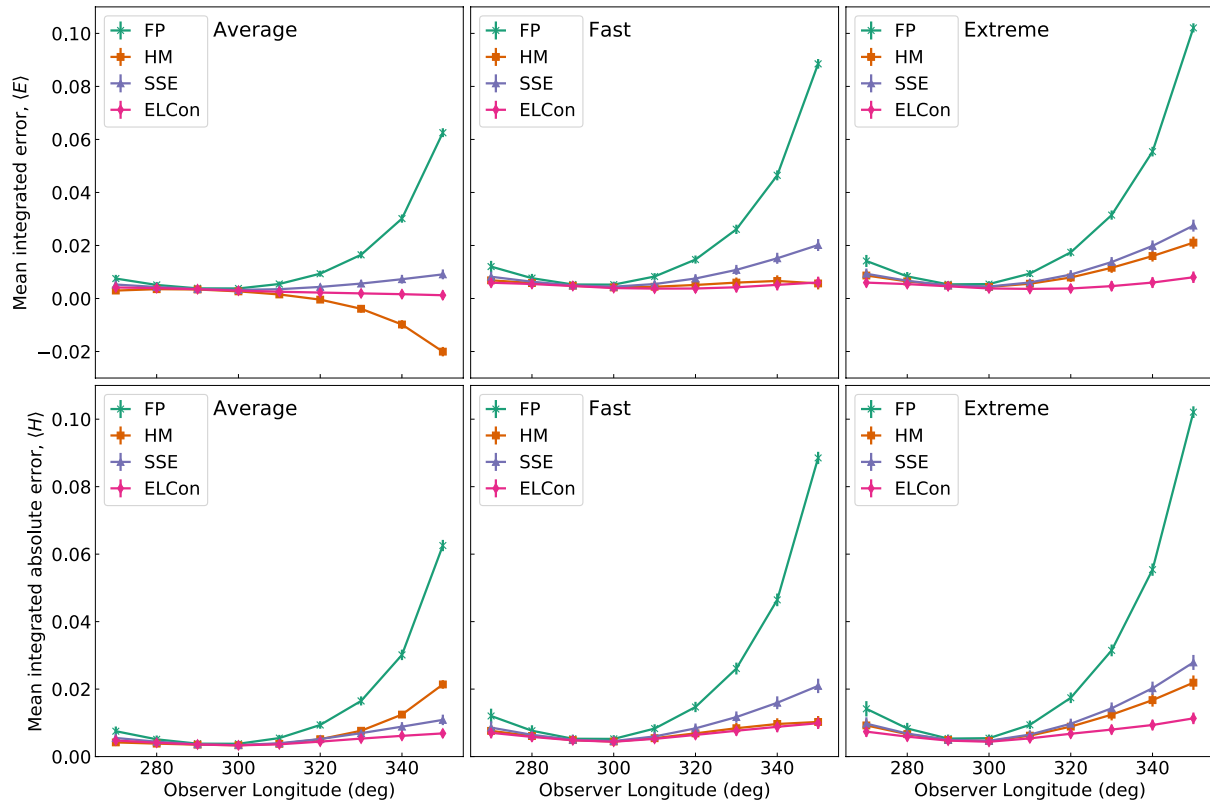 Average
FP
HM
SSE
ELCon
Fast
FP
HM
SSE
ELCon
Extreme
FP
HM
SSE
ELCon
Mean integrated error, ⟨E⟩
0.10
0.08
0.06
0.04
0.02
0.00
−0.02
Average
FP
HM
SSE
ELCon
Fast
FP
HM
SSE
ELCon
Extreme
FP
HM
SSE
ELCon
Mean integrated absolute error, ⟨H⟩
0.10
0.08
0.06
0.04
0.02
0.00
280 300 320 340
280 300 320 340
280 300 320 340
Observer Longitude (deg)
Observer Longitude (deg)
Observer Longitude (deg)